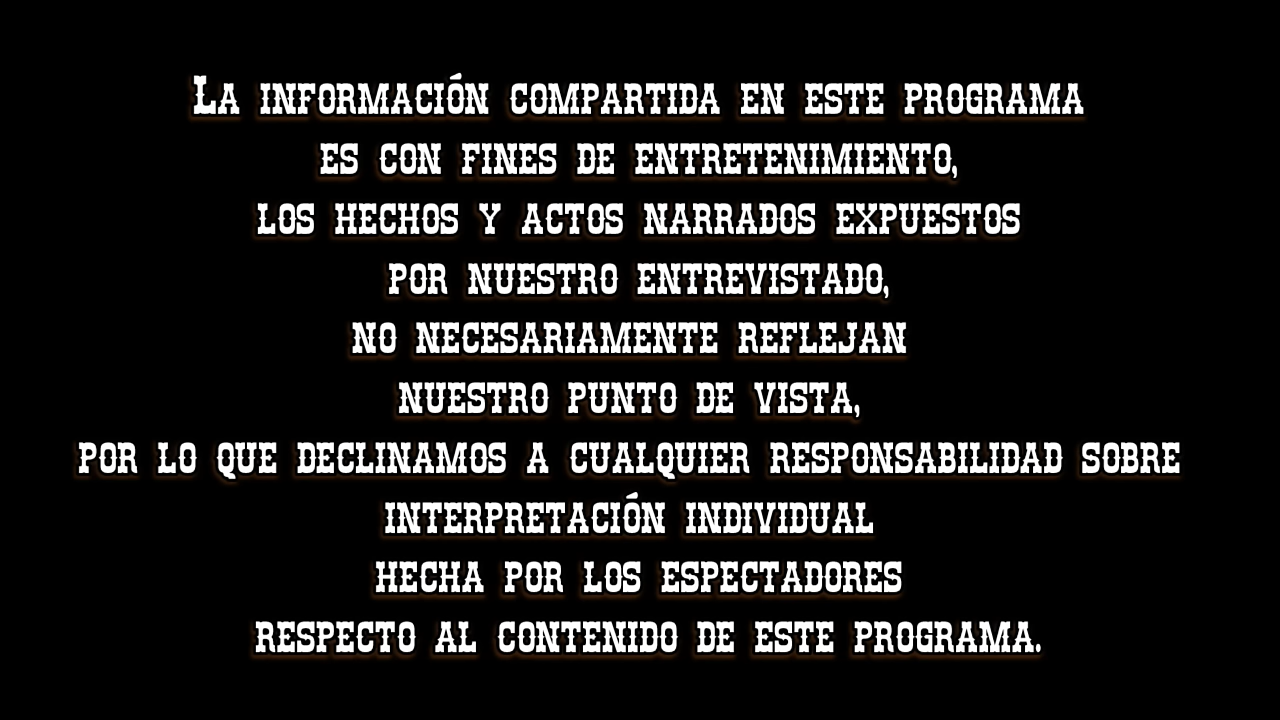 La información compartida en este programa
es con fines de entretenimiento,
los hechos y actos narrados expuestos
por nuestro entrevistado,
no necesariamente reflejan
nuestro punto de vista,
por lo que declinamos a cualquier responsabilidad sobre
interpretación individual
hecha por los espectadores
respecto al contenido de este programa.